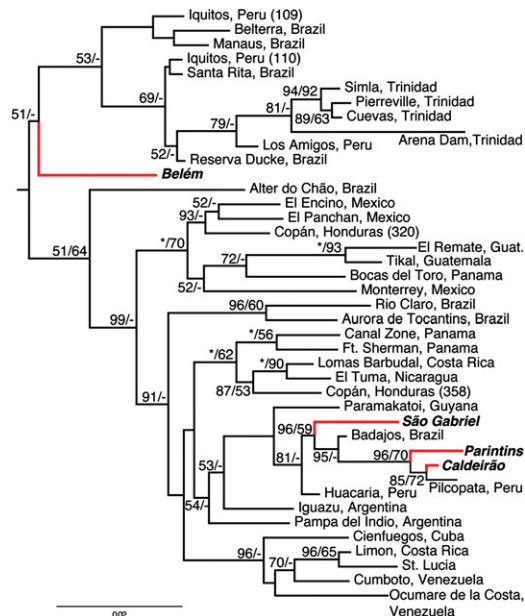 Iquitos, Peru (109)
Belterra, Brazil
53/-
Manaus, Brazil
Iquitos, Peru (110)
Santa Rita, Brazil
94/92
Simla, Trinidad
69/-
81/-
Pierreville, Trinidad
51/-
79/-
89/63
Cuevas, Trinidad
Arena Dam,Trinidad
Los Amigos, Peru
52/-
Reserva Ducke, Brazil
Belém
Alter do Chão, Brazil
52/-
El Encino, Mexico
93/-
El Panchan, Mexico
Copán, Honduras (320)
51/64
*/70
*/93
El Remate, Guat.
72/-
Tikal, Guatemala
Bocas del Toro, Panama
52/-
Monterrey, Mexico
96/60
Rio Claro, Brazil
Aurora de Tocantins, Brazil
99/-
*/56
Canal Zone, Panama
Ft. Sherman, Panama
*/62
*/90
Lomas Barbudal, Costa Rica
El Tuma, Nicaragua
87/53
Copán, Honduras (358)
91/-
Paramakatoi, Guyana
São Gabriel
96/59
Badajos, Brazil
95/-
96/70
Parintins
81/-
Caldeirão
53/-
85/72
Pilcopata, Peru
Huacaria, Peru
54/-
Iguazu, Argentina
Pampa del Indio, Argentina
Cienfuegos, Cuba
96/-
96/65
Limon, Costa Rica
70/-
St. Lucia
Cumboto, Venezuela
Ocumare de la Costa,
Venezuela